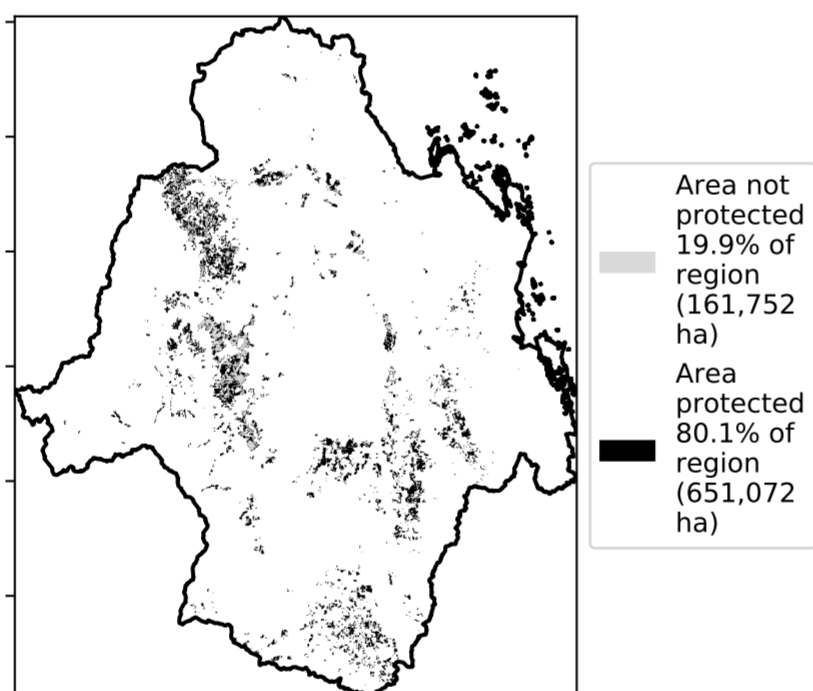 Area not
protected
19.9% of
region
(161,752
ha)
Area
protected
80.1% of
region
(651,072
ha)